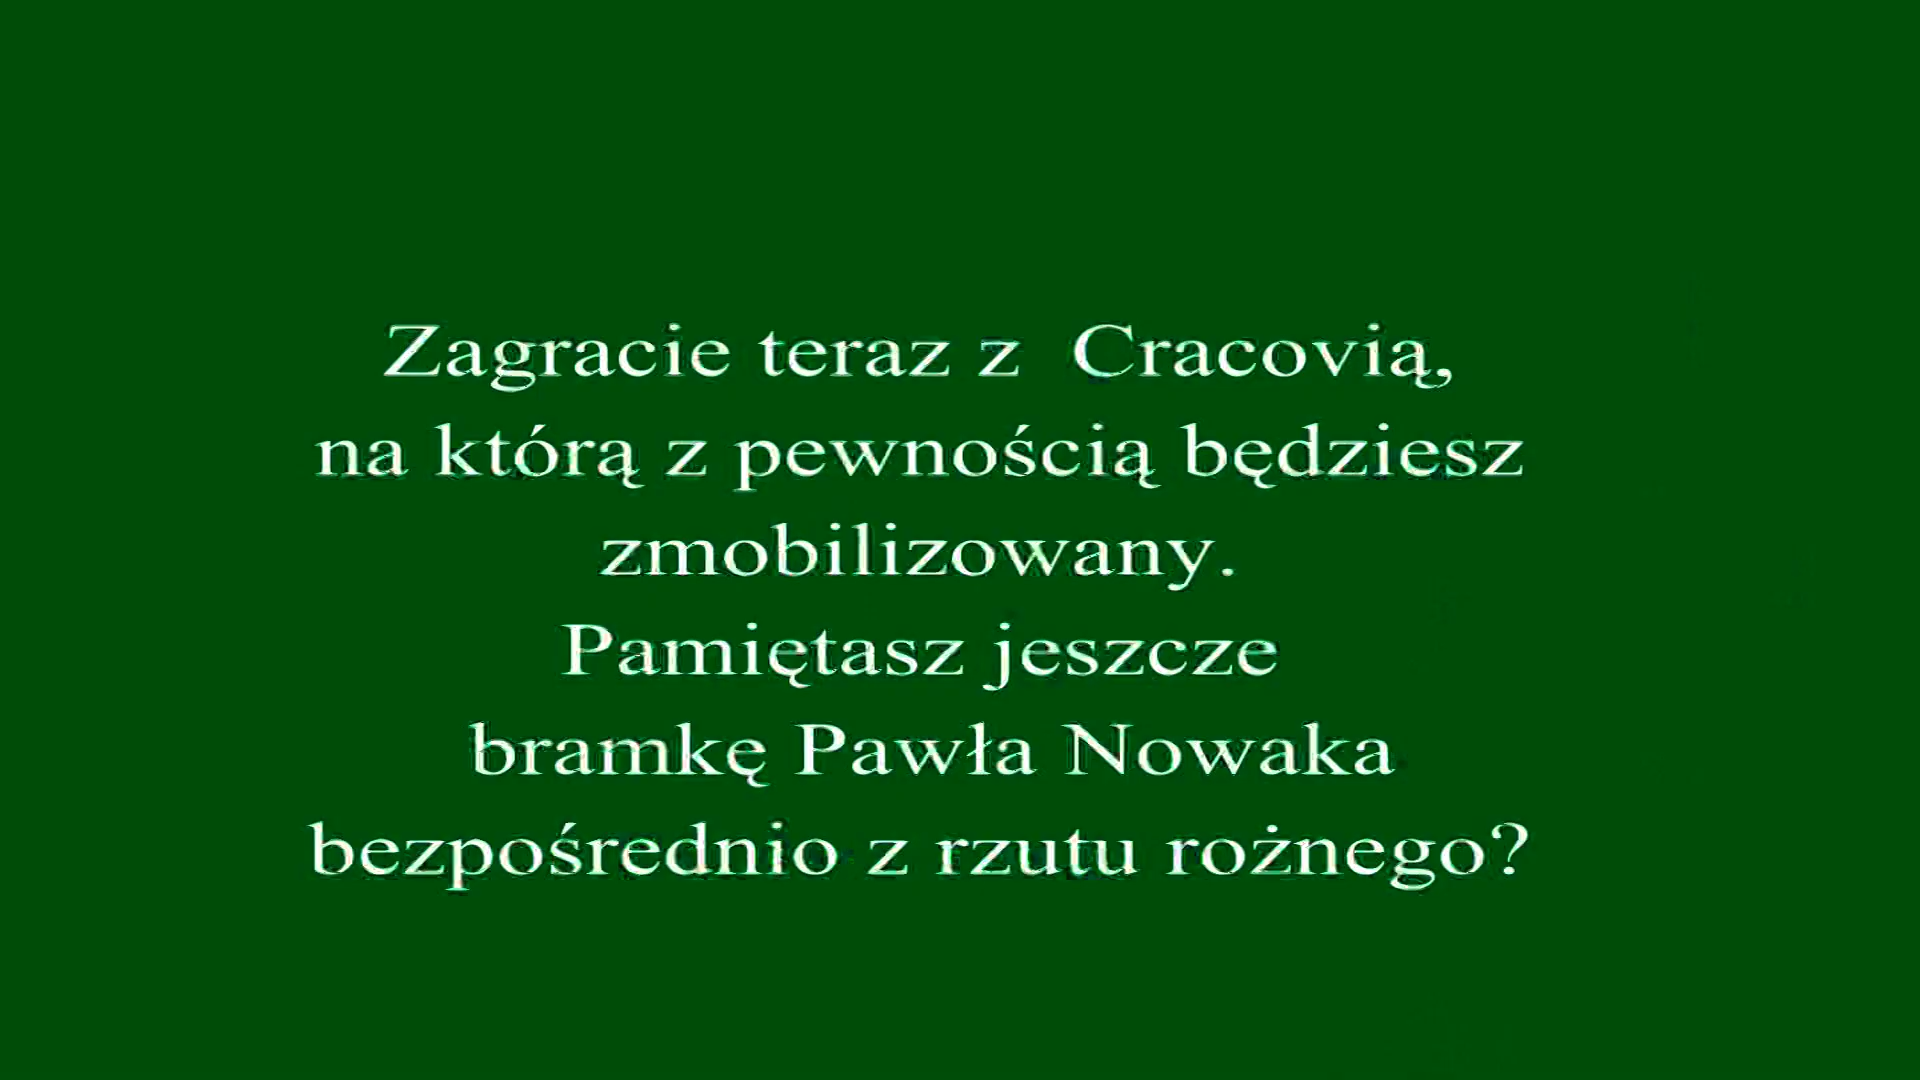 Zagracie teraz z Cracovią,
na którą z pewnością będziesz
zmobilizowany.
Pamiętasz jeszcze
bramkę Pawła Nowaka
bezpośrednio z rzutu rożnego?